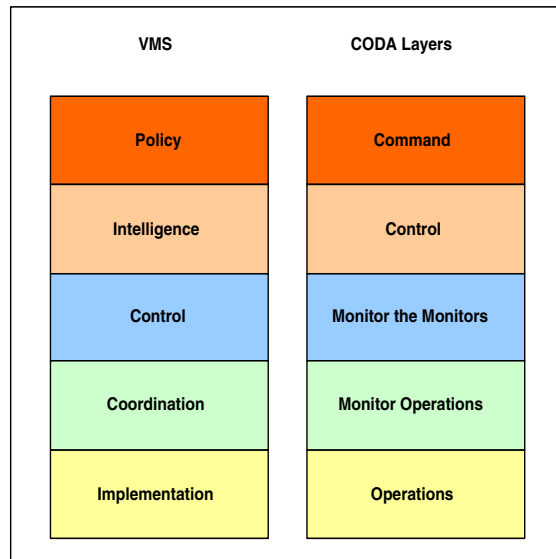 VMS
CODA Layers
Policy
Command
Intelligence
Control
Control
Monitor the Monitors
Coordination
Monitor Operations
Implementation
Operations